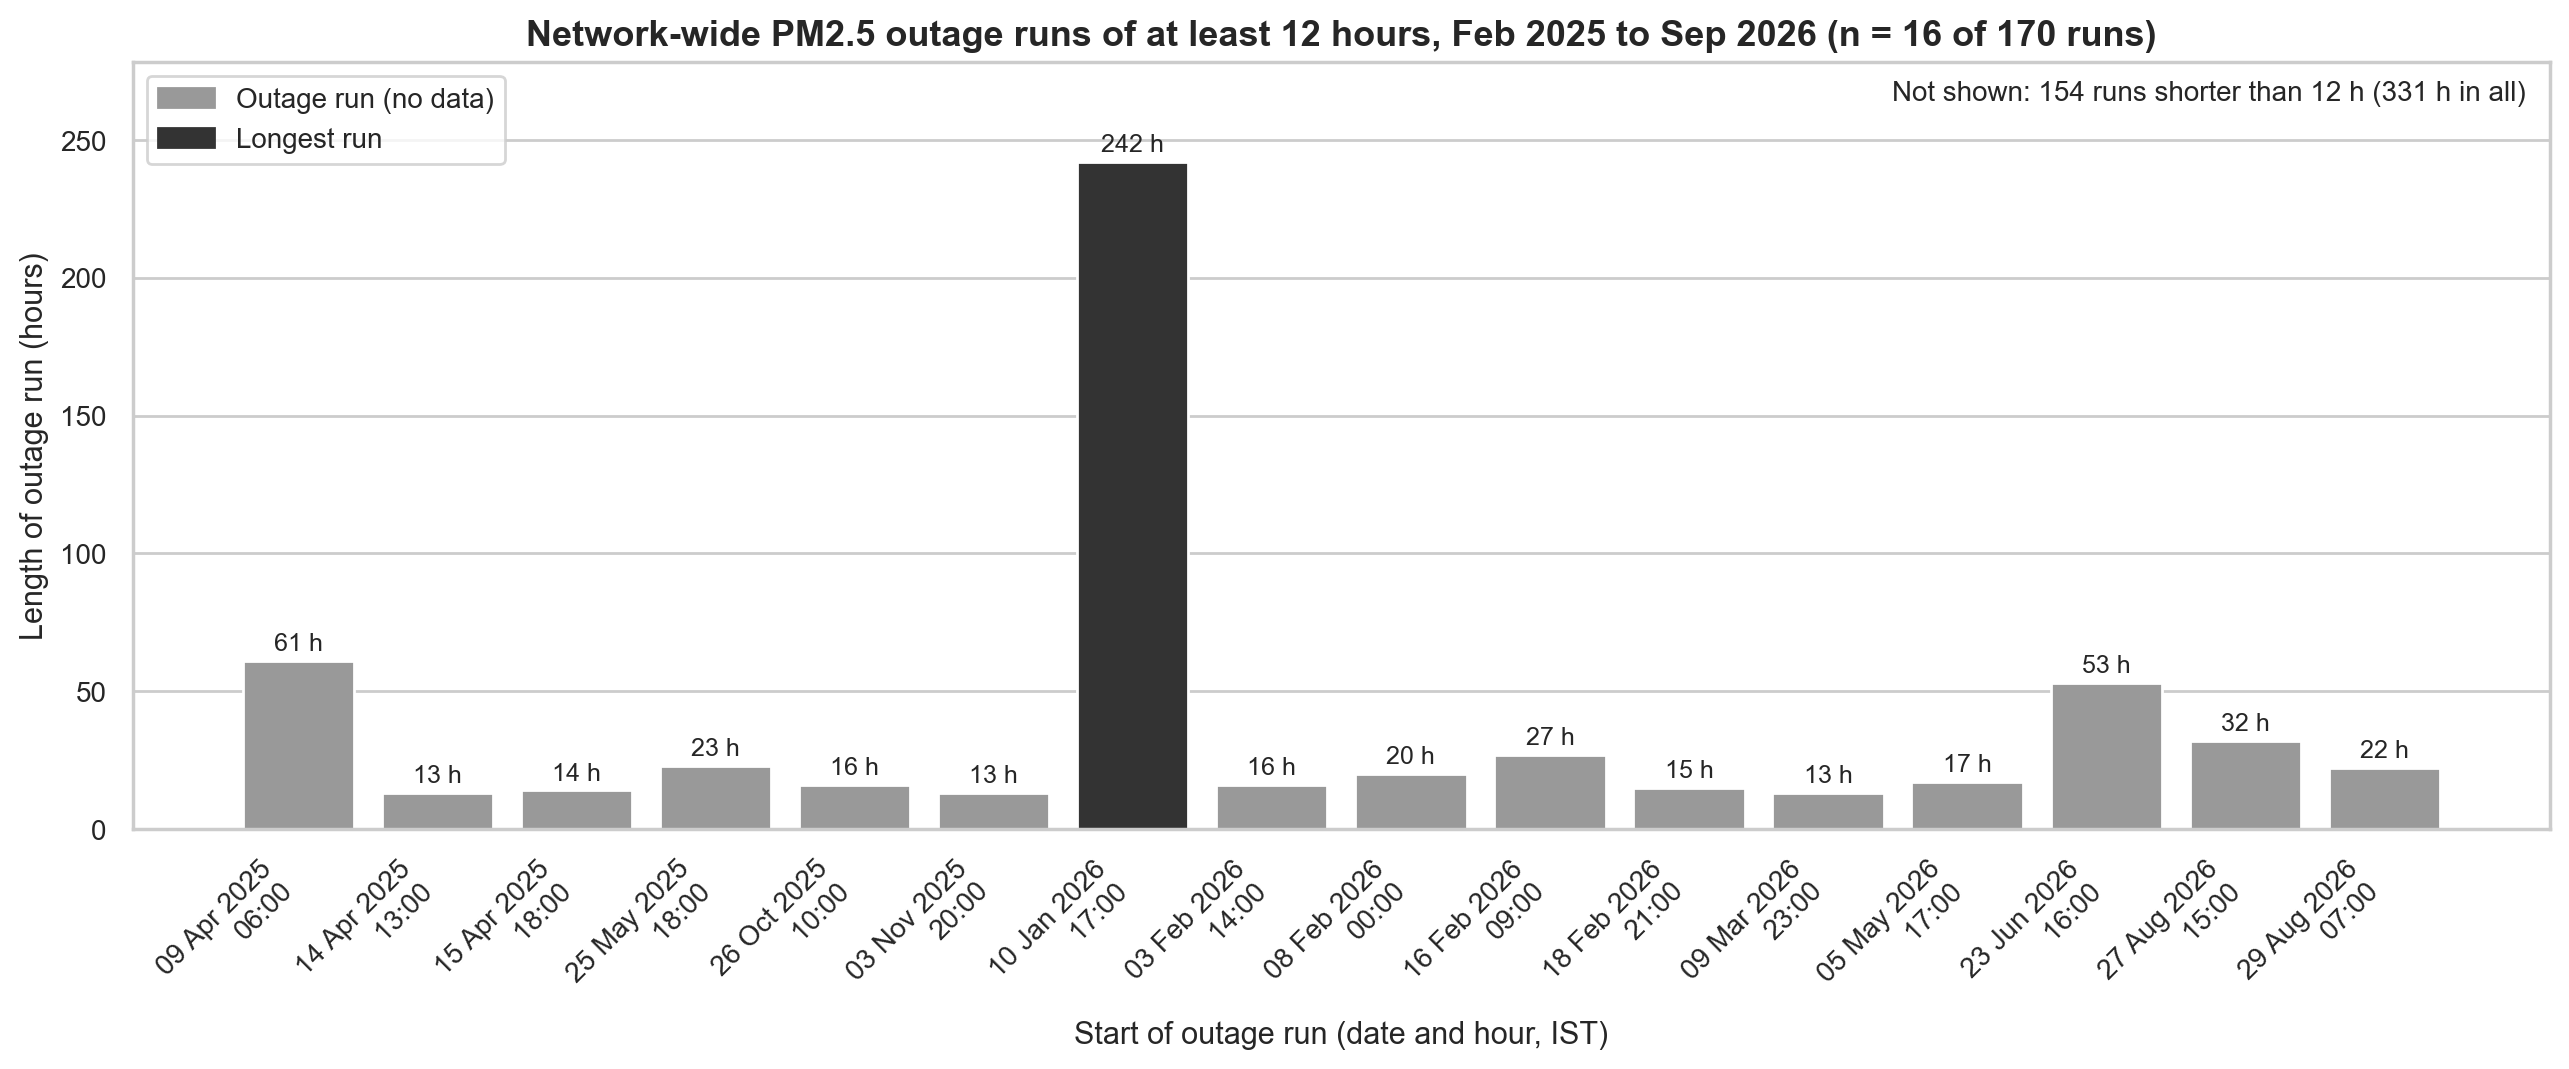 Network-wide PM2.5 outage runs of at least 12 hours, Feb 2025 to Sep 2026 (n = 16 of 170 runs)
Outage run (no data)
Longest run
Not shown: 154 runs shorter than 12 h (331 h in all)
Length of outage run (hours)
250
200
150
100
50
0
61 h
13 h
14 h
23 h
16 h
13 h
242 h
16 h
20 h
27 h
15 h
13 h
17 h
53 h
32 h
22 h
09 Apr 2025
06:00
14 Apr 2025
13:00
15 Apr 2025
18:00
25 May 2025
18:00
26 Oct 2025
10:00
03 Nov 2025
20:00
10 Jan 2026
17:00
03 Feb 2026
14:00
08 Feb 2026
00:00
16 Feb 2026
09:00
18 Feb 2026
21:00
09 Mar 2026
23:00
05 May 2026
17:00
23 Jun 2026
16:00
27 Aug 2026
15:00
29 Aug 2026
07:00
Start of outage run (date and hour, IST)